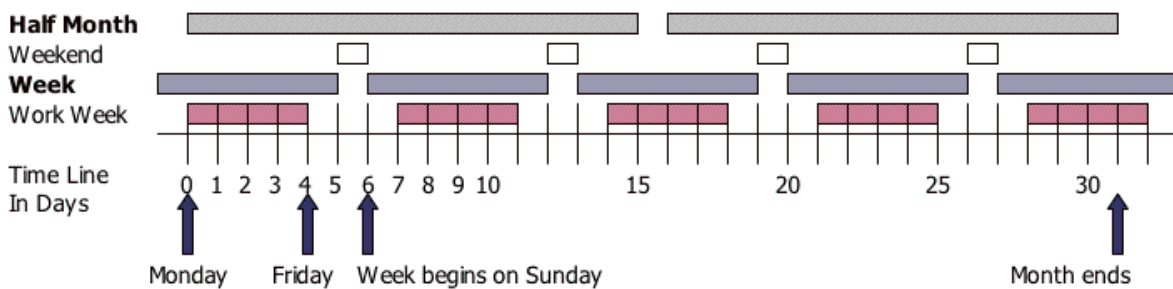 Half Month
Weekend
Week
Work Week
Time Line
In Days
0 1 2 3 4 5 6 7 8 9 10 15 20 25 30
Monday Friday Week begins on Sunday Month ends